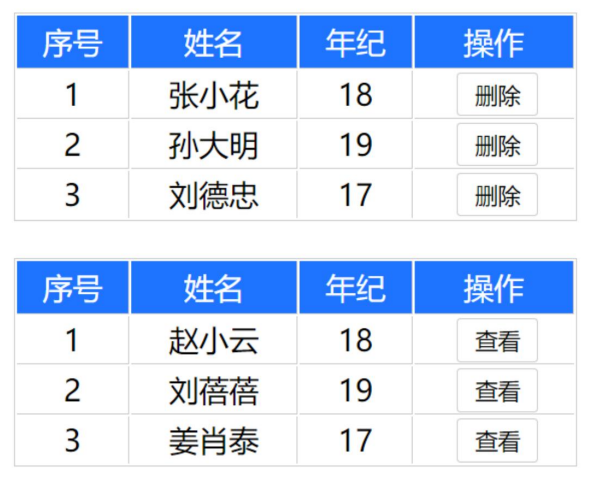 序号 姓名 年纪 操作
1 张小花 18 删除
2 孙大明 19 删除
3 刘德忠 17 删除
序号 姓名 年纪 操作
1 赵小云 18 查看
2 刘蓓蓓 19 查看
3 姜肖泰 17 查看